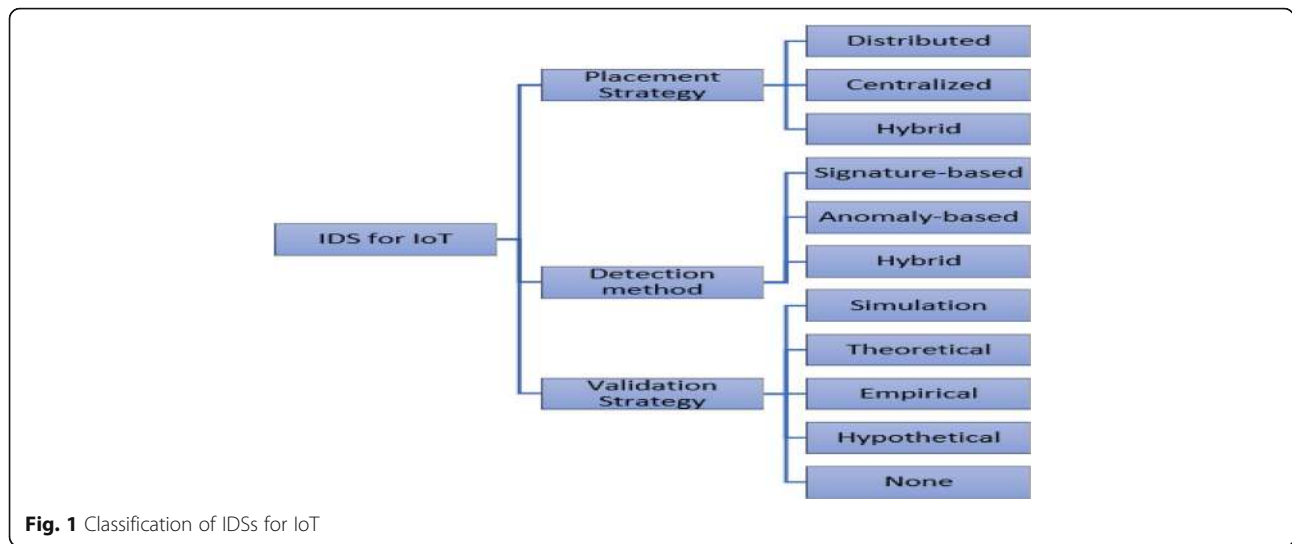 Distributed
Placement
Strategy
Centralized
Hybrid
Signature-based
IDS for IoT
Anomaly-based
Detection
method
Hybrid
Simulation
Theoretical
Validation
Strategy
Empirical
Hypothetical
None
Fig. 1 Classification of IDSs for IoT